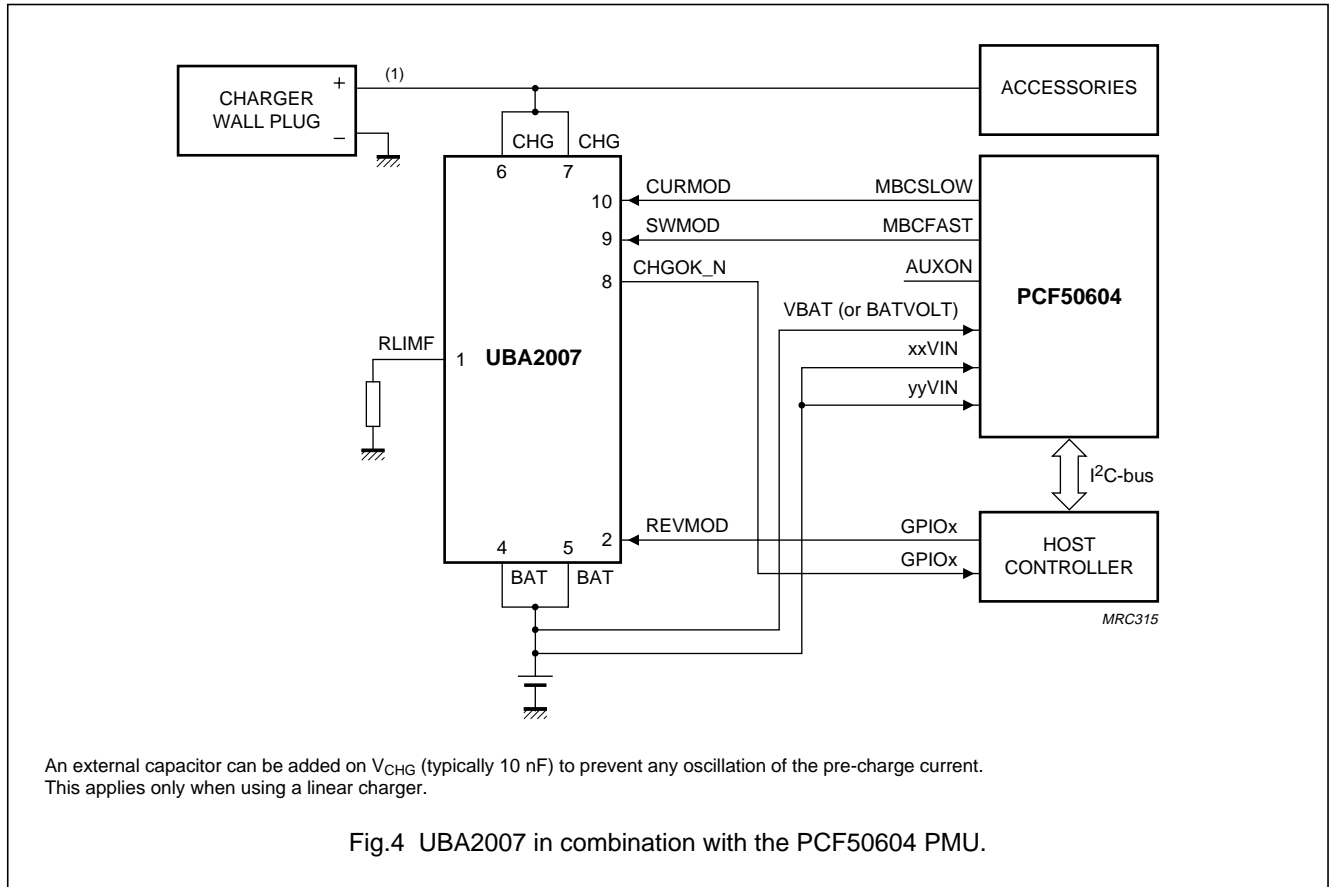 CHARGER
WALL PLUG
+
−
(1)
ACCESSORIES
CHG CHG
6 7
10 CURMOD MBCSLOW
9 SWMOD MBCFAST
8 CHGOK_N AUXON
PCF50604
VBAT (or BATVOLT)
RLIMF 1 UBA2007
xxVIN
yyVIN
I²C-bus
2 REVMOD GPIOx
GPIOx
HOST
CONTROLLER
4 5
BAT BAT
MRC315
An external capacitor can be added on VCHG (typically 10 nF) to prevent any oscillation of the pre-charge current.
This applies only when using a linear charger.
Fig.4 UBA2007 in combination with the PCF50604 PMU.